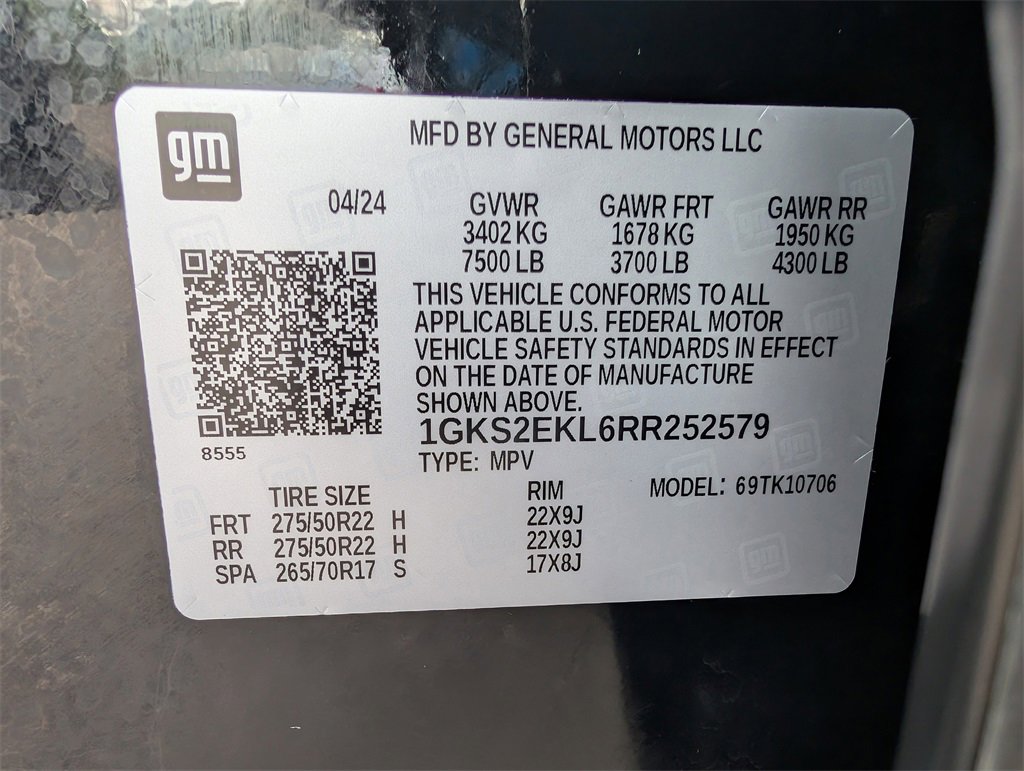 gm
MFD BY GENERAL MOTORS LLC
04/24
GVWR GAWR FRT GAWR RR
3402 KG 1678 KG 1950 KG
7500 LB 3700 LB 4300 LB
THIS VEHICLE CONFORMS TO ALL
APPLICABLE U.S. FEDERAL MOTOR
VEHICLE SAFETY STANDARDS IN EFFECT
ON THE DATE OF MANUFACTURE
SHOWN ABOVE.
1GKS2EKL6RR252579
8555
TYPE: MPV
TIRE SIZE RIM MODEL: 69TK10706
FRT 275/50R22 H 22X9J
RR 275/50R22 H 22X9J
SPA 265/70R17 S 17X8J